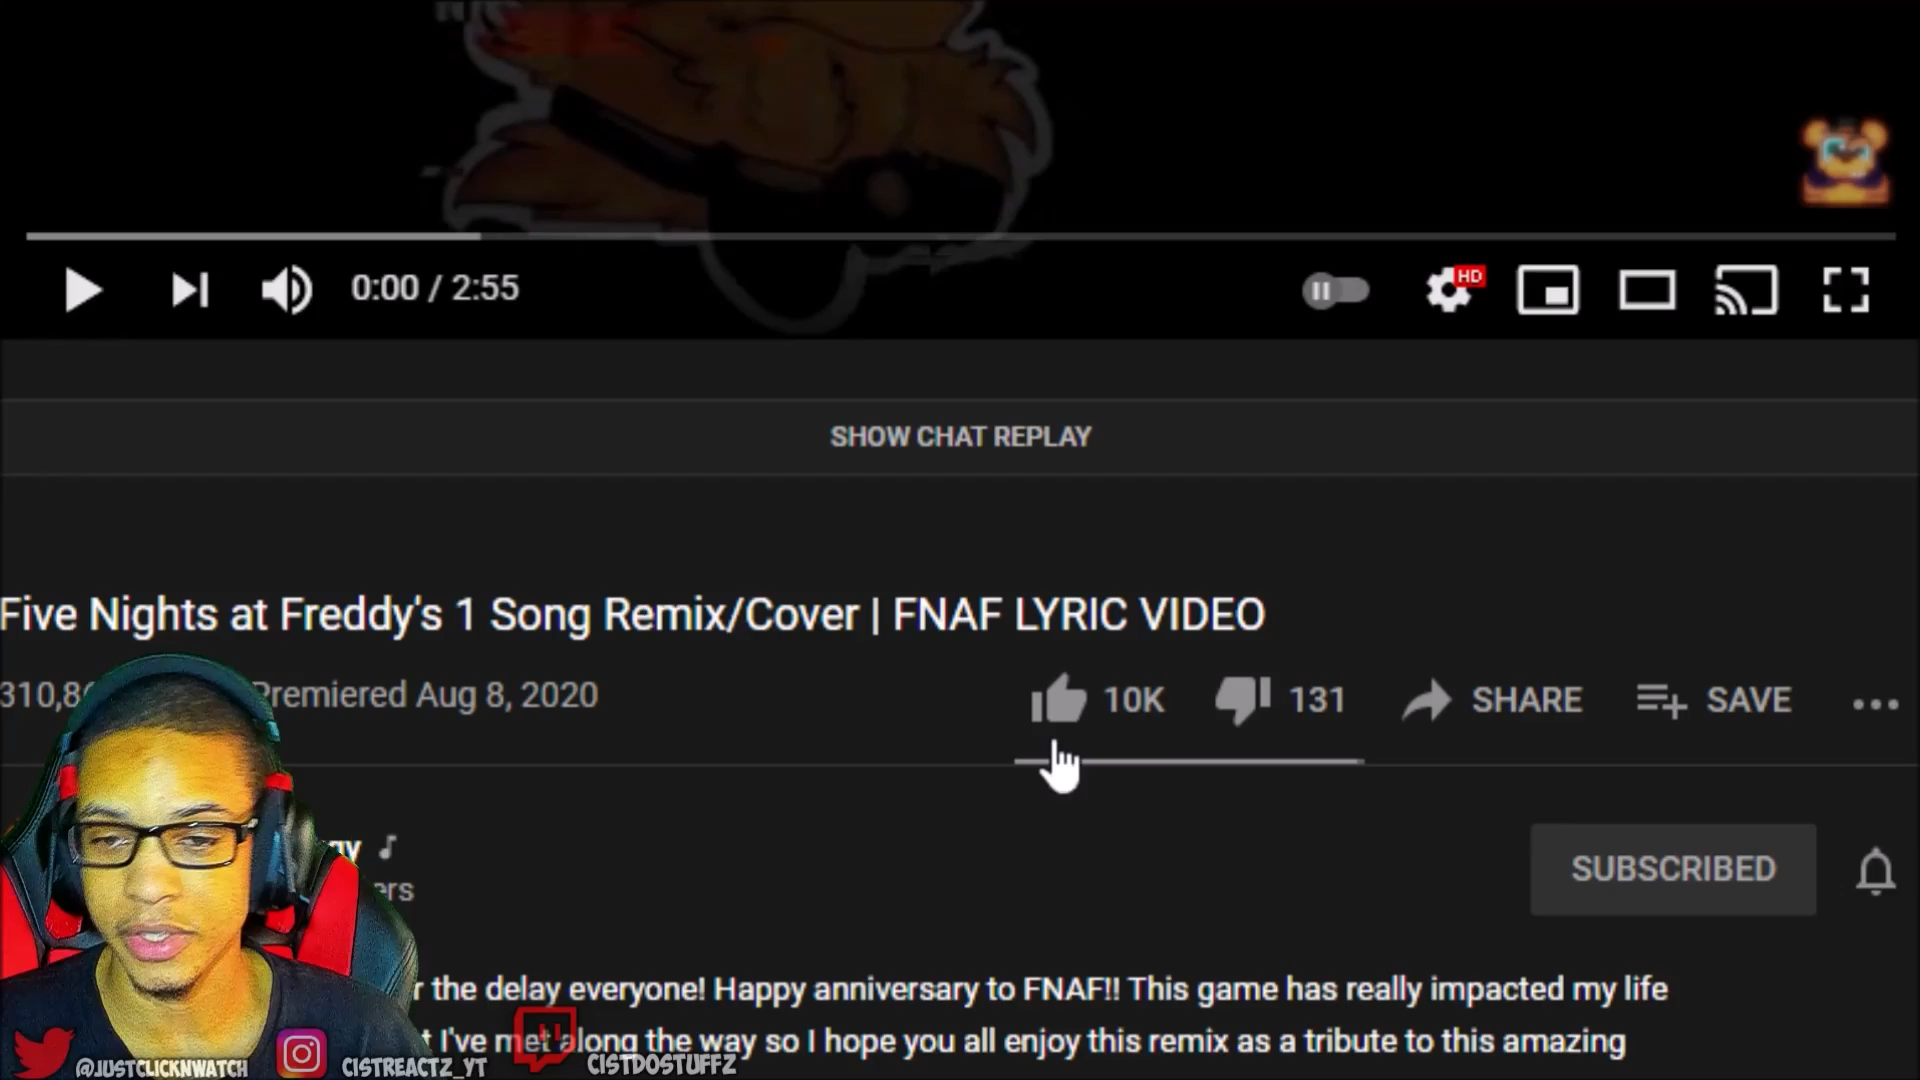 0:00 / 2:55
HD
SHOW CHAT REPLAY
Five Nights at Freddy's 1 Song Remix/Cover | FNAF LYRIC VIDEO
Premiered Aug 8, 2020
10K 131 SHARE SAVE
SUBSCRIBED
the delay everyone! Happy anniversary to FNAF!! This game has really impacted my life
I've met along the way so I hope you all enjoy this remix as a tribute to this amazing
@JUSTCLICKNWATCH CISTREACTZ_YT CISTDOSTUFFZ